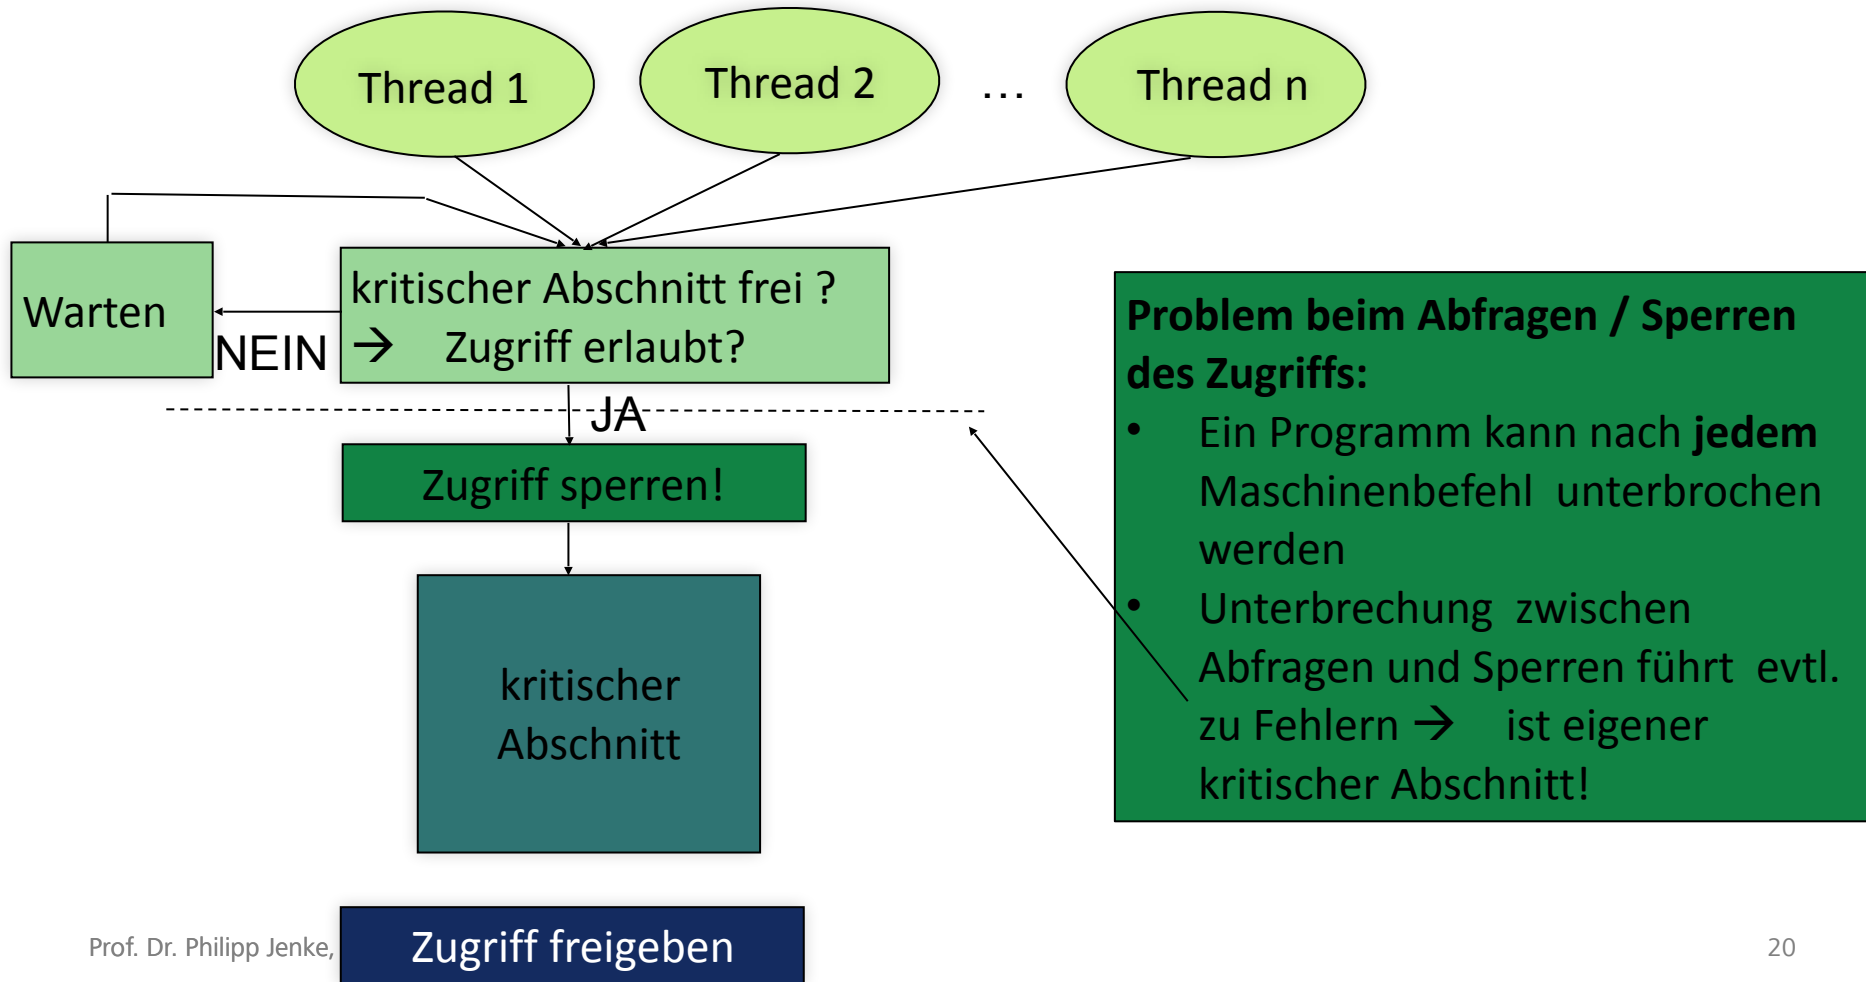 Thread 1
Thread 2
...
Thread n
Warten
NEIN
kritischer Abschnitt frei ?
→ Zugriff erlaubt?
JA
Zugriff sperren!
kritischer
Abschnitt
Zugriff freigeben
Problem beim Abfragen / Sperren
des Zugriffs:
• Ein Programm kann nach jedem
Maschinenbefehl unterbrochen
werden
• Unterbrechung zwischen
Abfragen und Sperren führt evtl.
zu Fehlern → ist eigener
kritischer Abschnitt!
Prof. Dr. Philipp Jenke,
20